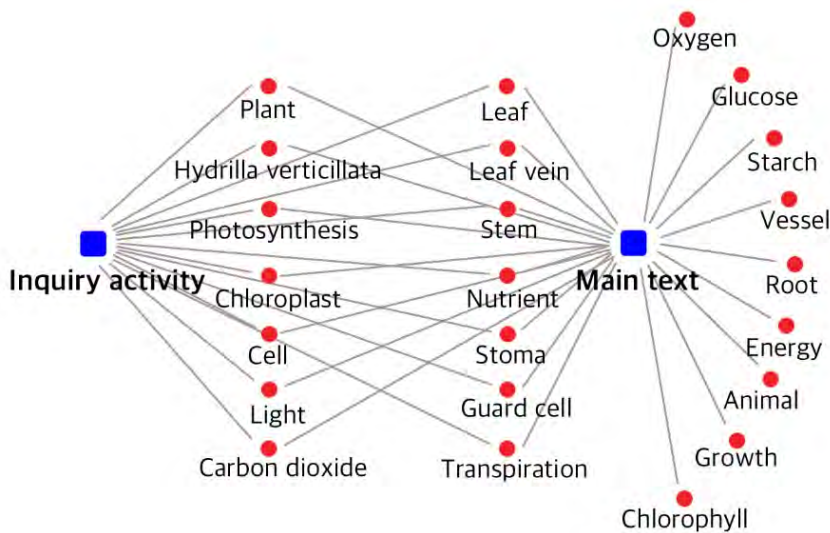 Oxygen
Glucose
Plant
Leaf
Starch
Hydrilla verticillata
Leaf vein
Vessel
Photosynthesis
Stem
Inquiry activity
Main text
Root
Chloroplast
Nutrient
Energy
Cell
Stoma
Animal
Light
Guard cell
Growth
Carbon dioxide
Transpiration
Chlorophyll